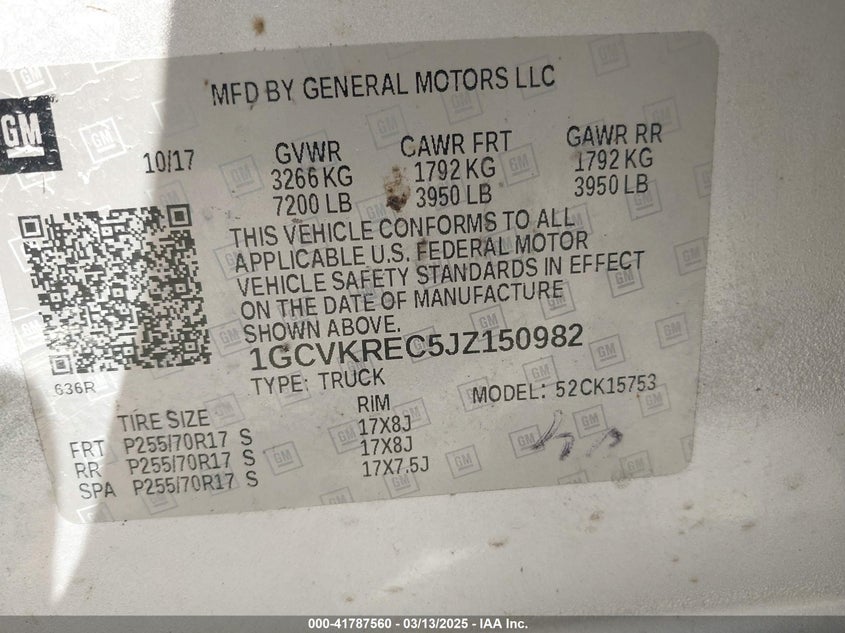 MFD BY GENERAL MOTORS LLC
GM
10/17 GVWR CAWR FRT GAWR RR
3266 KG 1792 KG 1792 KG
7200 LB 3950 LB 3950 LB
THIS VEHICLE CONFORMS TO ALL
APPLICABLE U.S. FEDERAL MOTOR
VEHICLE SAFETY STANDARDS IN EFFECT
ON THE DATE OF MANUFACTURE
SHOWN ABOVE.
1GCVKREC5JZ150982
636R
TYPE: TRUCK MODEL: 52CK15753
TIRE SIZE RIM
FRT P255/70R17 S 17X8J
RR P255/70R17 S 17X8J
SPA P255/70R17 S 17X7.5J
000-41787560 - 03/13/2025 - IAA Inc.